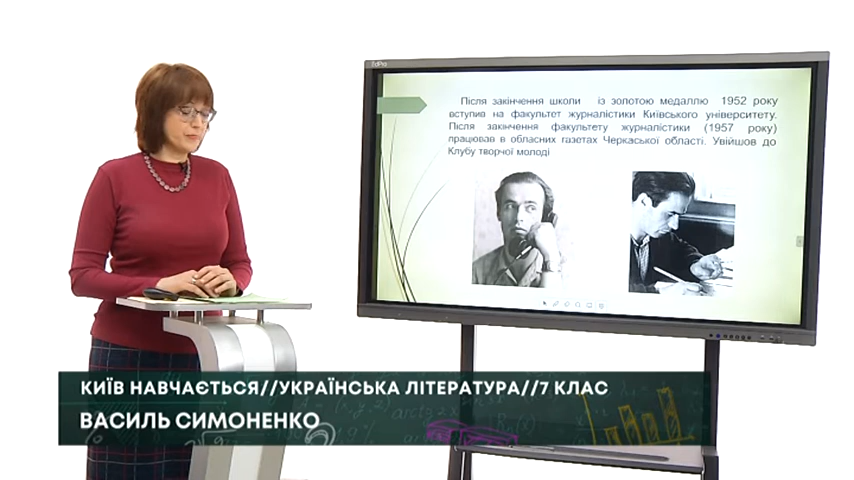 EdPro
Після закінчення школи із золотою медаллю 1952 року
вступив на факультет журналістики Київського університету.
Після закінчення факультету журналістики (1957 року)
працював в обласних газетах Черкаської області. Увійшов до
Клубу творчої молоді
КИЇВ НАВЧАЄТЬСЯ//УКРАЇНСЬКА ЛІТЕРАТУРА//7 КЛАС
ВАСИЛЬ СИМОНЕНКО